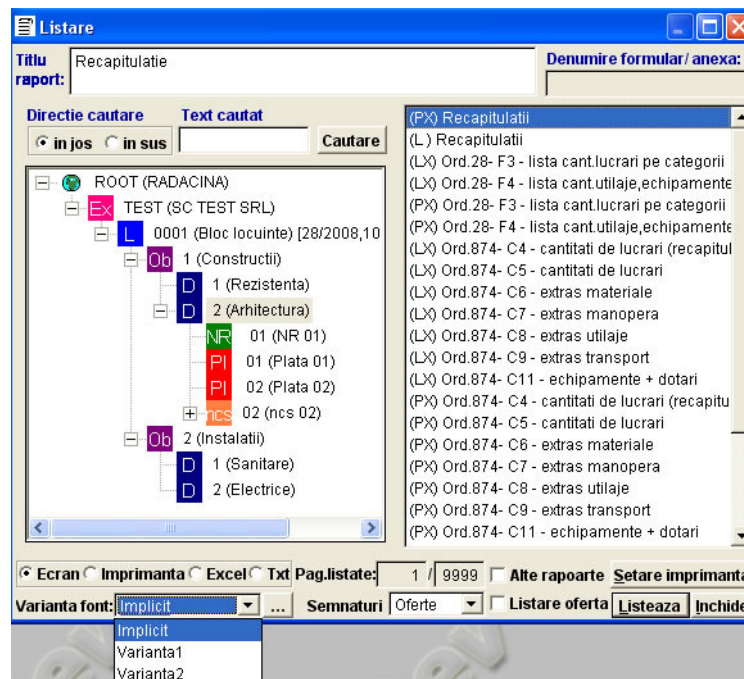 Listare
Titlu raport:
Recapitulatie
Denumire formular/ anexa:
Directie cautare
Text cautat
in jos
in sus
Cautare
ROOT (RADACINA)
Ex TEST (SC TEST SRL)
L 0001 (Bloc locuinte) [28/2008,10
Ob 1 (Constructii)
D 1 (Rezistenta)
D 2 (Arhitectura)
NR 01 (NR 01)
Pl 01 (Plata 01)
Pl 02 (Plata 02)
ncs 02 (ncs 02)
Ob 2 (Instalatii)
D 1 (Sanitare)
D 2 (Electrice)
(PX) Recapitulatii
(L ) Recapitulatii
(LX) Ord.28- F3 - lista cant.lucrari pe categorii
(LX) Ord.28- F4 - lista cant.utilaje,echipamente
(PX) Ord.28- F3 - lista cant.lucrari pe categorii
(PX) Ord.28- F4 - lista cant.utilaje,echipamente
(LX) Ord.874- C4 - cantitati de lucrari (recapitul
(LX) Ord.874- C5 - cantitati de lucrari
(LX) Ord.874- C6 - extras materiale
(LX) Ord.874- C7 - extras manopera
(LX) Ord.874- C8 - extras utilaje
(LX) Ord.874- C9 - extras transport
(LX) Ord.874- C11 - echipamente + dotari
(PX) Ord.874- C4 - cantitati de lucrari (recapitu
(PX) Ord.874- C5 - cantitati de lucrari
(PX) Ord.874- C6 - extras materiale
(PX) Ord.874- C7 - extras manopera
(PX) Ord.874- C8 - extras utilaje
(PX) Ord.874- C9 - extras transport
(PX) Ord.874- C11 - echipamente + dotari
Ecran Imprimanta Excel Txt Pag.listate: 1 / 9999 Alte rapoarte Setare imprimanta
Varianta font: Implicit ... Semnaturi Oferte Listare oferta Listeaza Inchide
Implicit
Varianta1
Varianta2